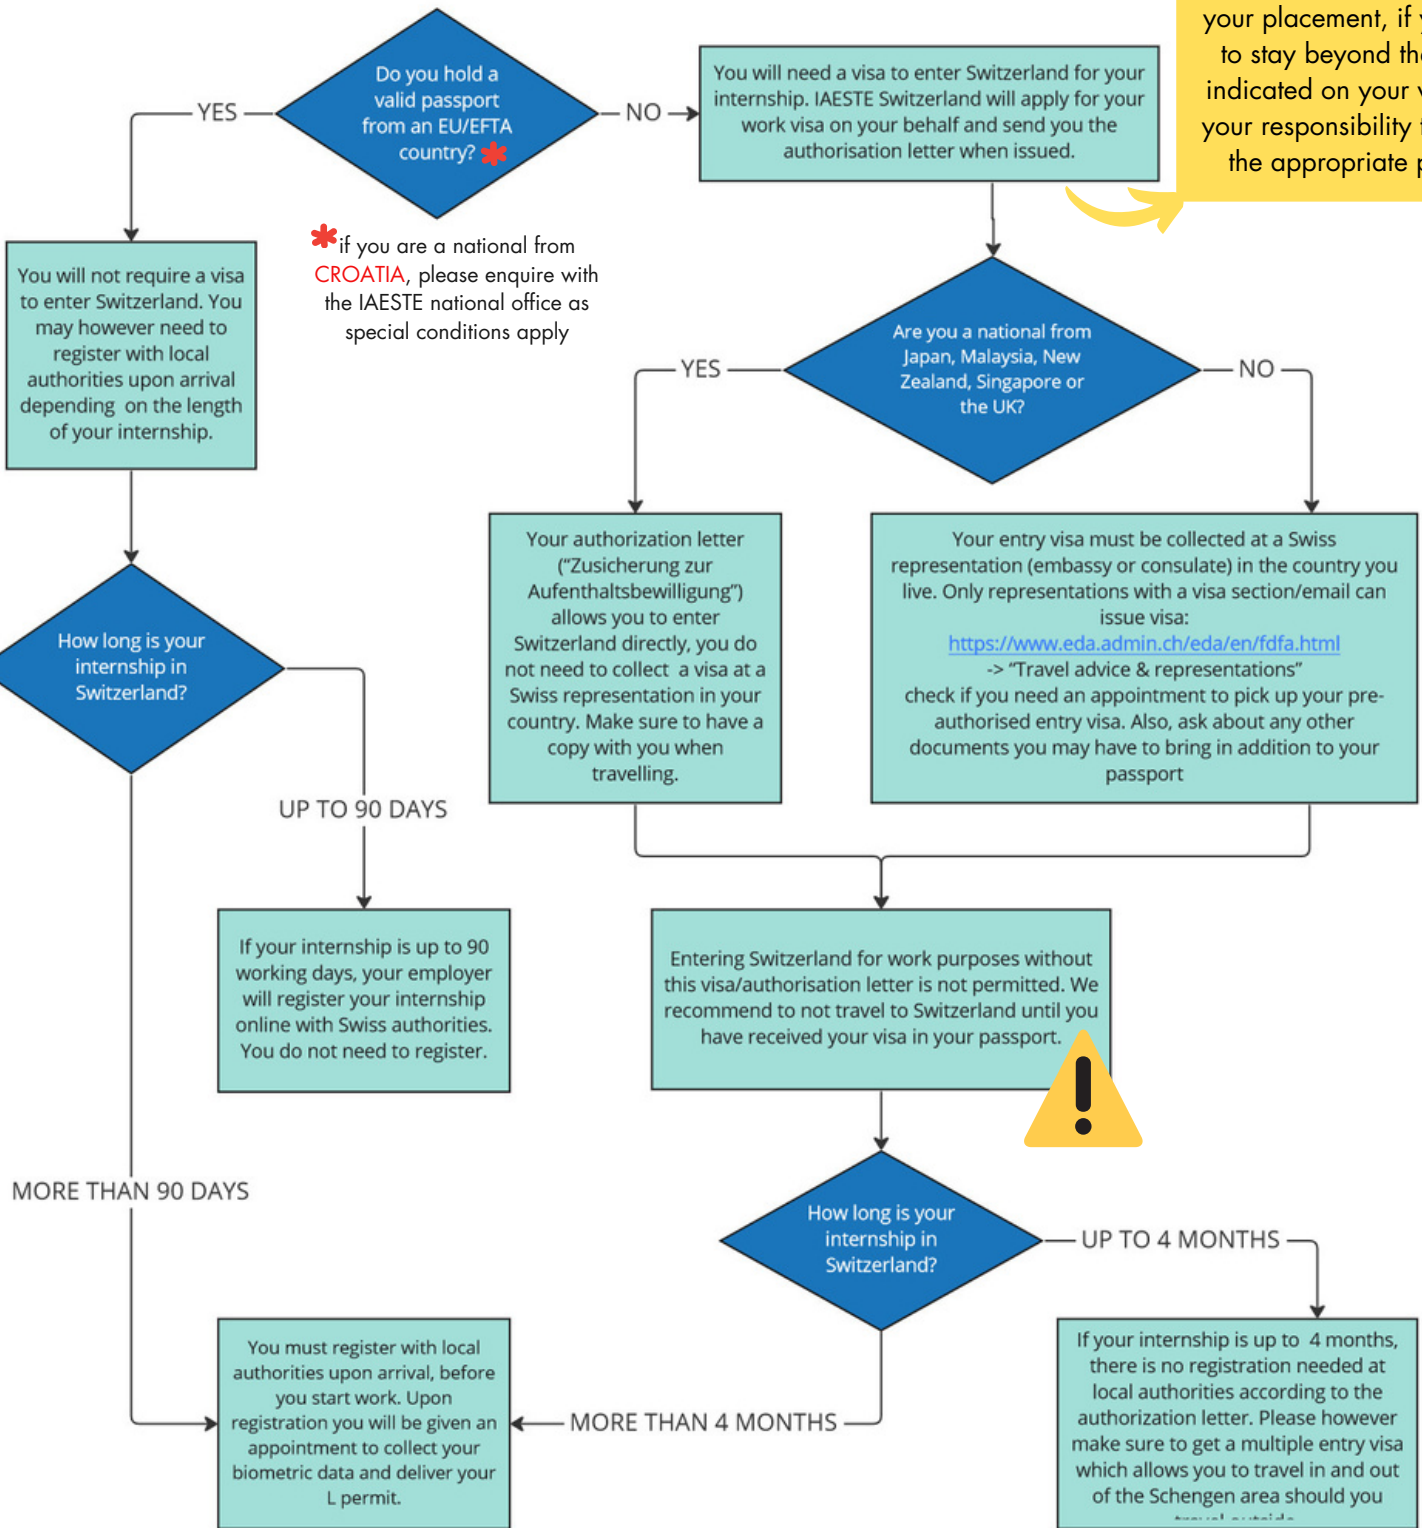 Do you hold a
valid passport
from an EU/EFTA
country?
YES
NO
You will need a visa to enter Switzerland for your
internship. IAESTE Switzerland will apply for your
work visa on your behalf and send you the
authorisation letter when issued.
your placement, if
to stay beyond
indicated on your
your responsibility
the appropriate
if you are a national from
CROATIA, please enquire with
the IAESTE national office as
special conditions apply
You will not require a visa
to enter Switzerland. You
may however need to
register with local
authorities upon arrival
depending on the length
of your internship.
Are you a national from
Japan, Malaysia, New
Zealand, Singapore or
the UK?
YES
NO
Your authorization letter
(“Zusicherung zur
Aufenthaltsbewilligung”)
allows you to enter
Switzerland directly, you do
not need to collect a visa at a
Swiss representation in your
country. Make sure to have a
copy with you when
travelling.
Your entry visa must be collected at a Swiss
representation (embassy or consulate) in the country you
live. Only representations with a visa section/email can
issue visa:
https://www.eda.admin.ch/eda/en/fdfa.html
-> “Travel advice & representations”
check if you need an appointment to pick up your pre-
authorised entry visa. Also, ask about any other
documents you may have to bring in addition to your
passport
How long is your
internship in
Switzerland?
UP TO 90 DAYS
If your internship is up to 90
working days, your employer
will register your internship
online with Swiss authorities.
You do not need to register.
Entering Switzerland for work purposes without
this visa/authorisation letter is not permitted. We
recommend to not travel to Switzerland until you
have received your visa in your passport.
MORE THAN 90 DAYS
How long is your
internship in
Switzerland?
UP TO 4 MONTHS
MORE THAN 4 MONTHS
You must register with local
authorities upon arrival, before
you start work. Upon
registration you will be given an
appointment to collect your
biometric data and deliver your
L permit.
If your internship is up to 4 months,
there is no registration needed at
local authorities according to the
authorization letter. Please however
make sure to get a multiple entry visa
which allows you to travel in and out
of the Schengen area should you